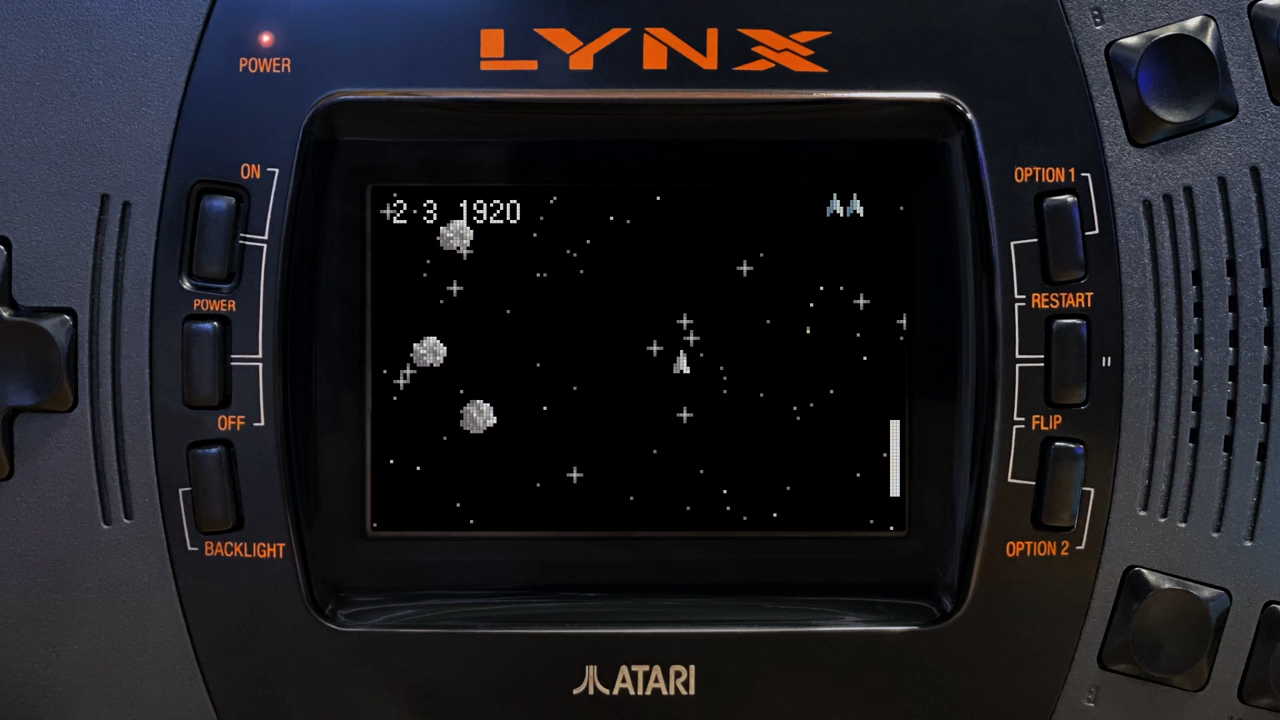 LYNX
POWER
ON
OPTION 1
2·3 1920
POWER
RESTART
OFF
FLIP
BACKLIGHT
OPTION 2
ATARI
B